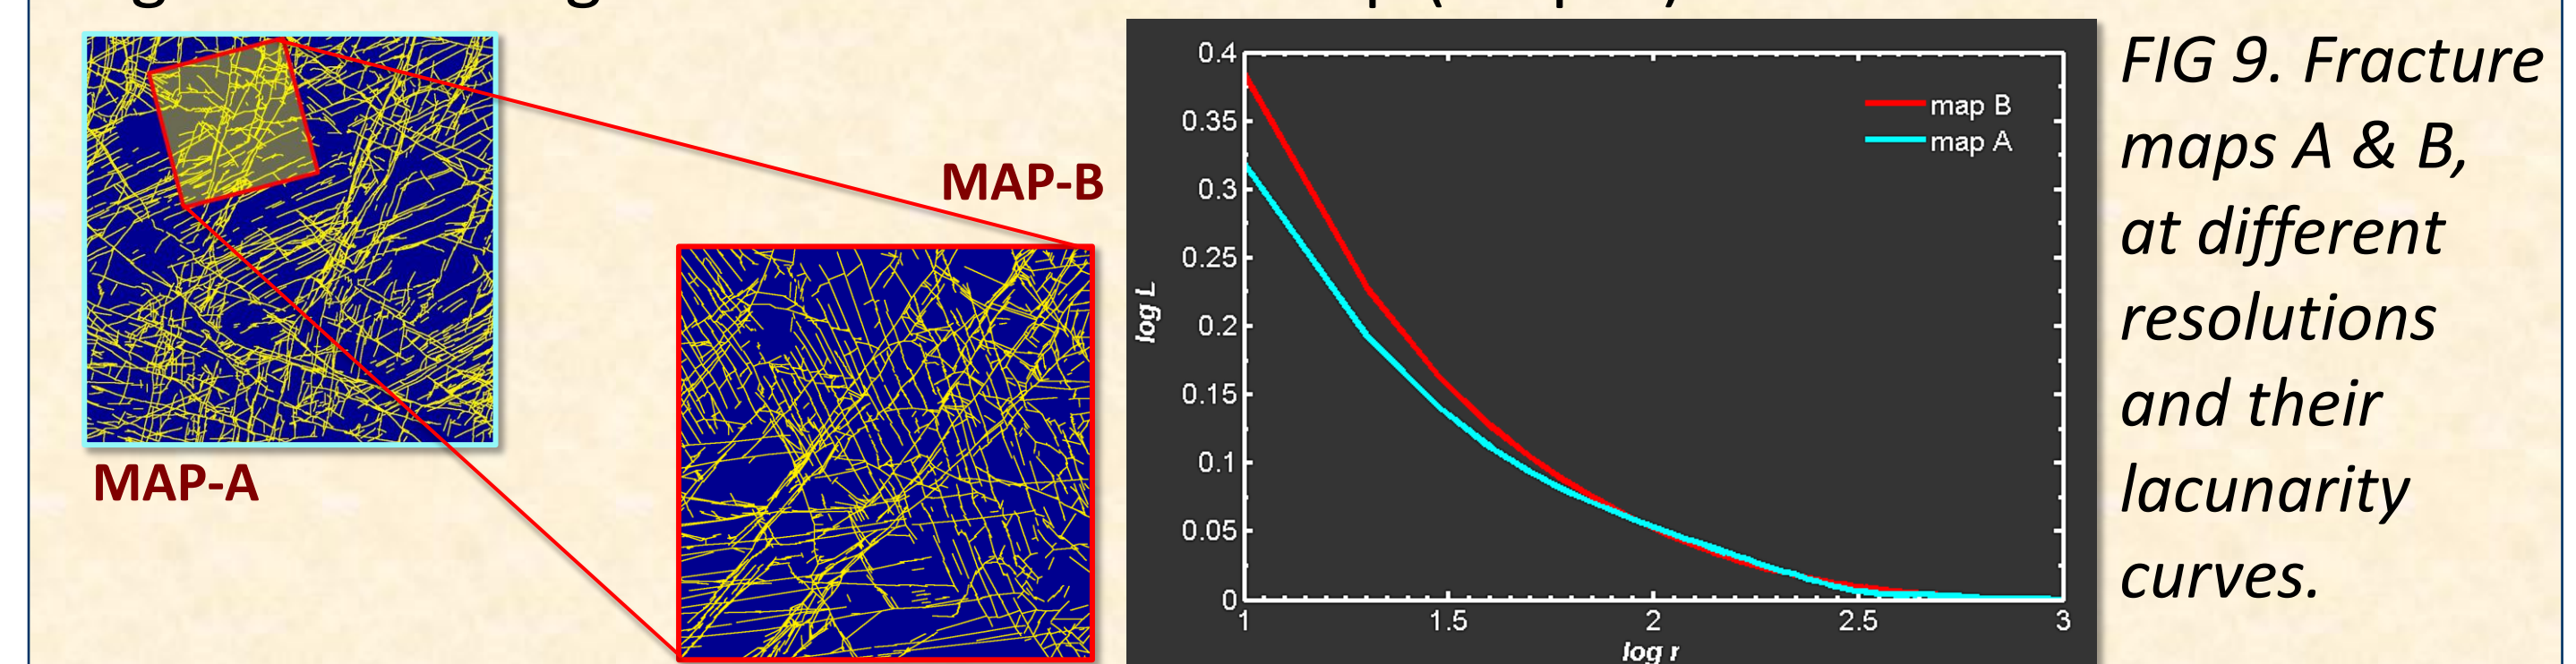 MAP-A
MAP-B
0.4
0.35
0.3
0.25
0.2
0.15
0.1
0.05
0
log L
1
1.5
2
2.5
3
log r
map B
map A
FIG 9. Fracture
maps A & B,
at different
resolutions
and their
lacunarity
curves.